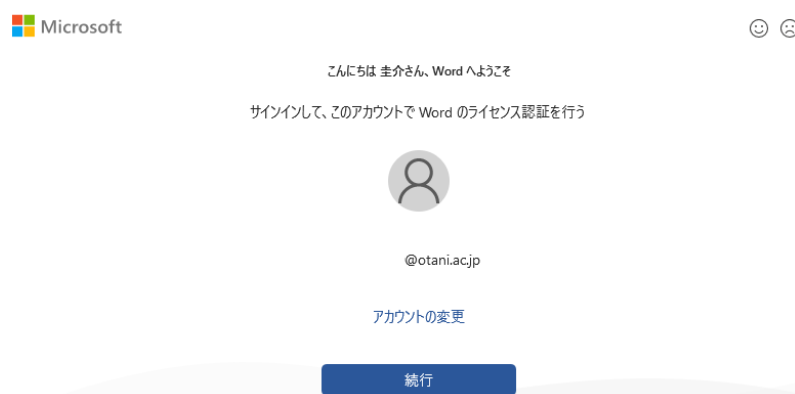 Microsoft
こんにちは 圭介さん、Word へようこそ
サインインして、このアカウントで Word のライセンス認証を行う
@otani.ac.jp
アカウントの変更
続行